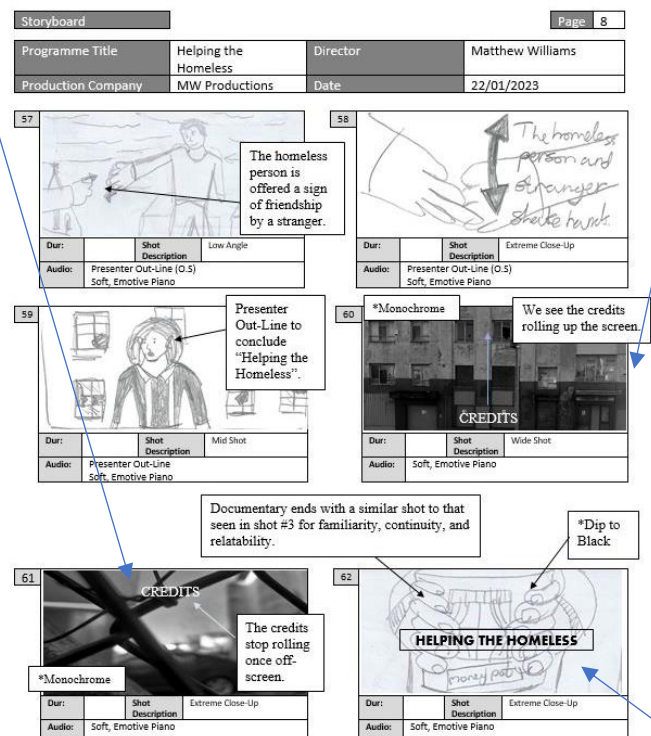 Storyboard
Page 8
Programme Title
Helping the
Homeless
Director
Matthew Williams
Production Company
MW Productions
Date
22/01/2023
57
The homeless
person is
offered a sign
of friendship
by a stranger.
Dur:
Shot
Description
Low Angle
Audio:
Presenter Out-Line (O.S)
Soft, Emotive Piano
58
The homeless
person and
stranger
shake hands.
Dur:
Shot
Description
Extreme Close-Up
Audio:
Presenter Out-Line (O.S)
Soft, Emotive Piano
59
Presenter
Out-Line to
conclude
“Helping the
Homeless”.
Dur:
Shot
Description
Mid Shot
Audio:
Presenter Out-Line
Soft, Emotive Piano
60
*Monochrome
We see the credits
rolling up the screen.
CREDITS
Dur:
Shot
Description
Wide Shot
Audio:
Soft, Emotive Piano
Documentary ends with a similar shot to that
seen in shot #3 for familiarity, continuity, and
relatability.
*Dip to
Black
61
CREDITS
The credits
stop rolling
once off-
screen.
*Monochrome
Dur:
Shot
Description
Extreme Close-Up
Audio:
Soft, Emotive Piano
62
HELPING THE HOMELESS
money pot
Dur:
Shot
Description
Extreme Close-Up
Audio:
Soft, Emotive Piano